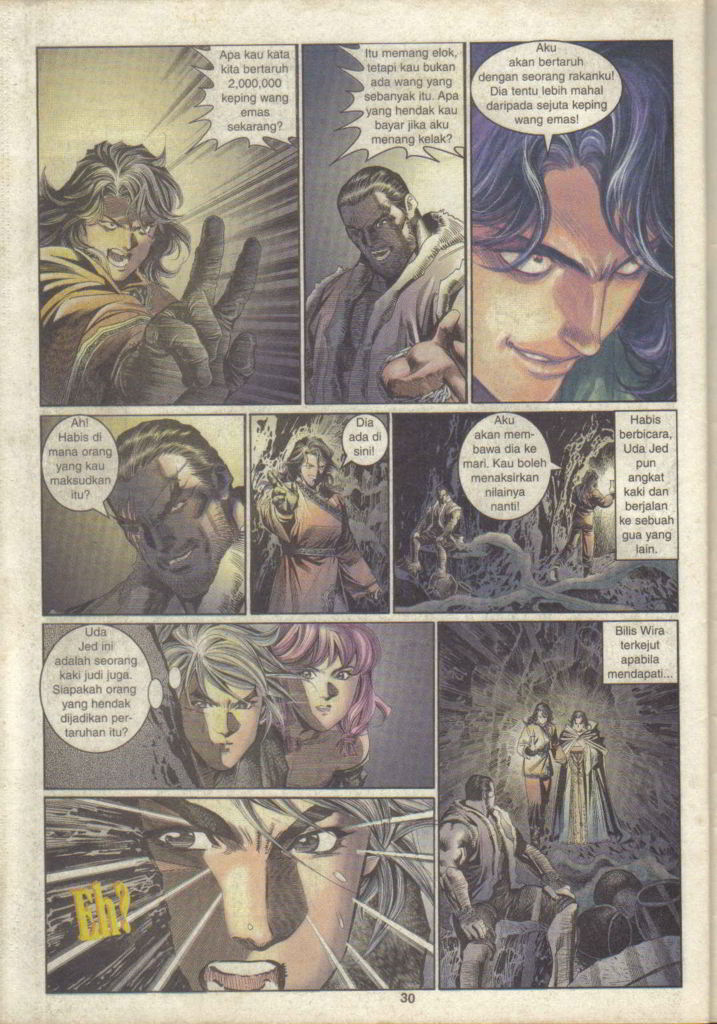 Apa kau kata
kita bertaruh
2,000,000
keping wang
emas
sekarang?
Itu memang elok,
tetapi kau bukan
ada wang yang
sebanyak itu. Apa
yang hendak kau
bayar jika aku
menang kelak?
Aku
akan bertaruh
dengan seorang rakanku!
Dia tentu lebih mahal
daripada sejuta keping
wang emas!
Ah!
Habis di
mana orang
yang kau
maksudkan
itu?
Dia
ada di
sini!
Aku
akan mem-
bawa dia ke
mari. Kau boleh
menaksirkan
nilainya
nanti!
Habis
berbicara,
Uda Jed
pun
angkat
kaki dan
berjalan
ke sebuah
gua yang
lain.
Uda
Jed ini
adalah seorang
kaki judi juga.
Siapakah orang
yang hendak
dijadikan per-
taruhan itu?
Eh?
Bilis Wira
terkejut
apabila
mendapati...
30